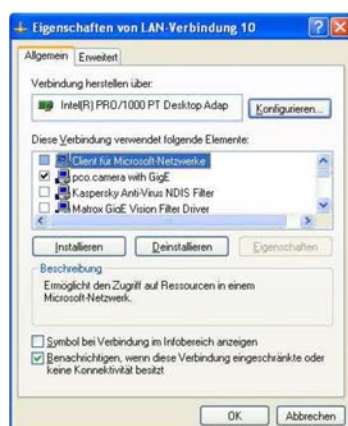 Eigenschaften von LAN-Verbindung 10
Allgemein Erweitert
Verbindung herstellen über:
Intel(R) PRO/1000 PT Desktop Adap Konfigurieren...
Diese Verbindung verwendet folgende Elemente:
Client für Microsoft-Netzwerke
pco.camera with GigE
Kaspersky Anti-Virus NDIS Filter
Matrox GigE Vision Filter Driver
Installieren Deinstallieren Eigenschaften
Beschreibung
Ermöglicht den Zugriff auf Ressourcen in einem
Microsoft-Netzwerk.
Symbol bei Verbindung im Infobereich anzeigen
Benachrichtigen, wenn diese Verbindung eingeschränkte oder
keine Konnektivität besitzt
OK Abbrechen